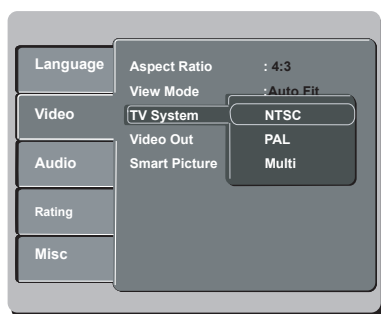 Language
Video
Audio
Rating
Misc
Aspect Ratio : 4:3
View Mode :Auto Fit
TV System NTSC
Video Out PAL
Smart Picture Multi